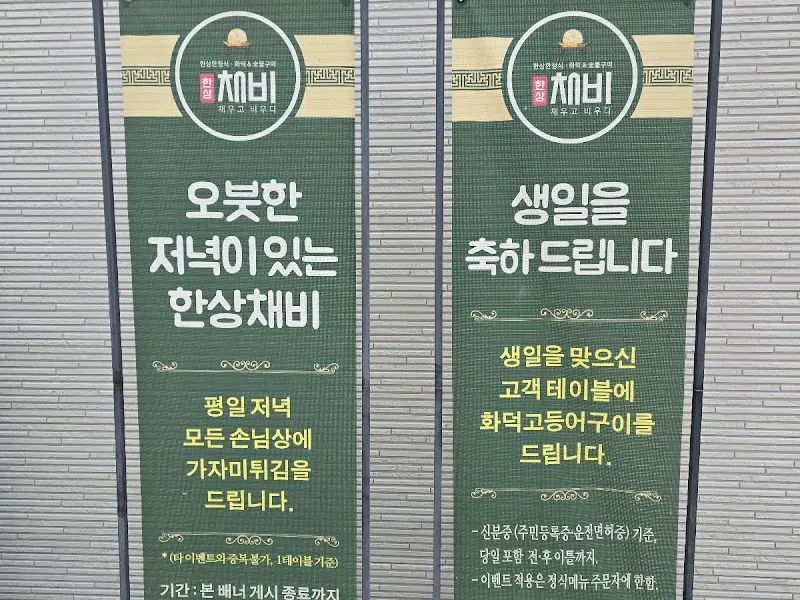 한상한정식·화덕&숯불구이
한상
채비
채우고 비우다
오붓한
저녁이 있는
한상채비
평일 저녁
모든 손님상에
가자미튀김을
드립니다.
*(타 이벤트와 중복 불가, 1테이블 기준)
기간 : 본 배너 게시 종료까지
한상한정식·화덕&숯불구이
한상
채비
채우고 비우다
생일을
축하 드립니다
생일을 맞으신
고객 테이블에
화덕고등어구이를
드립니다.
- 신분증 (주민등록증·운전면허증) 기준,
당일 포함 전·후 이틀까지.
- 이벤트 적용은 정식메뉴 주문자에 한함.